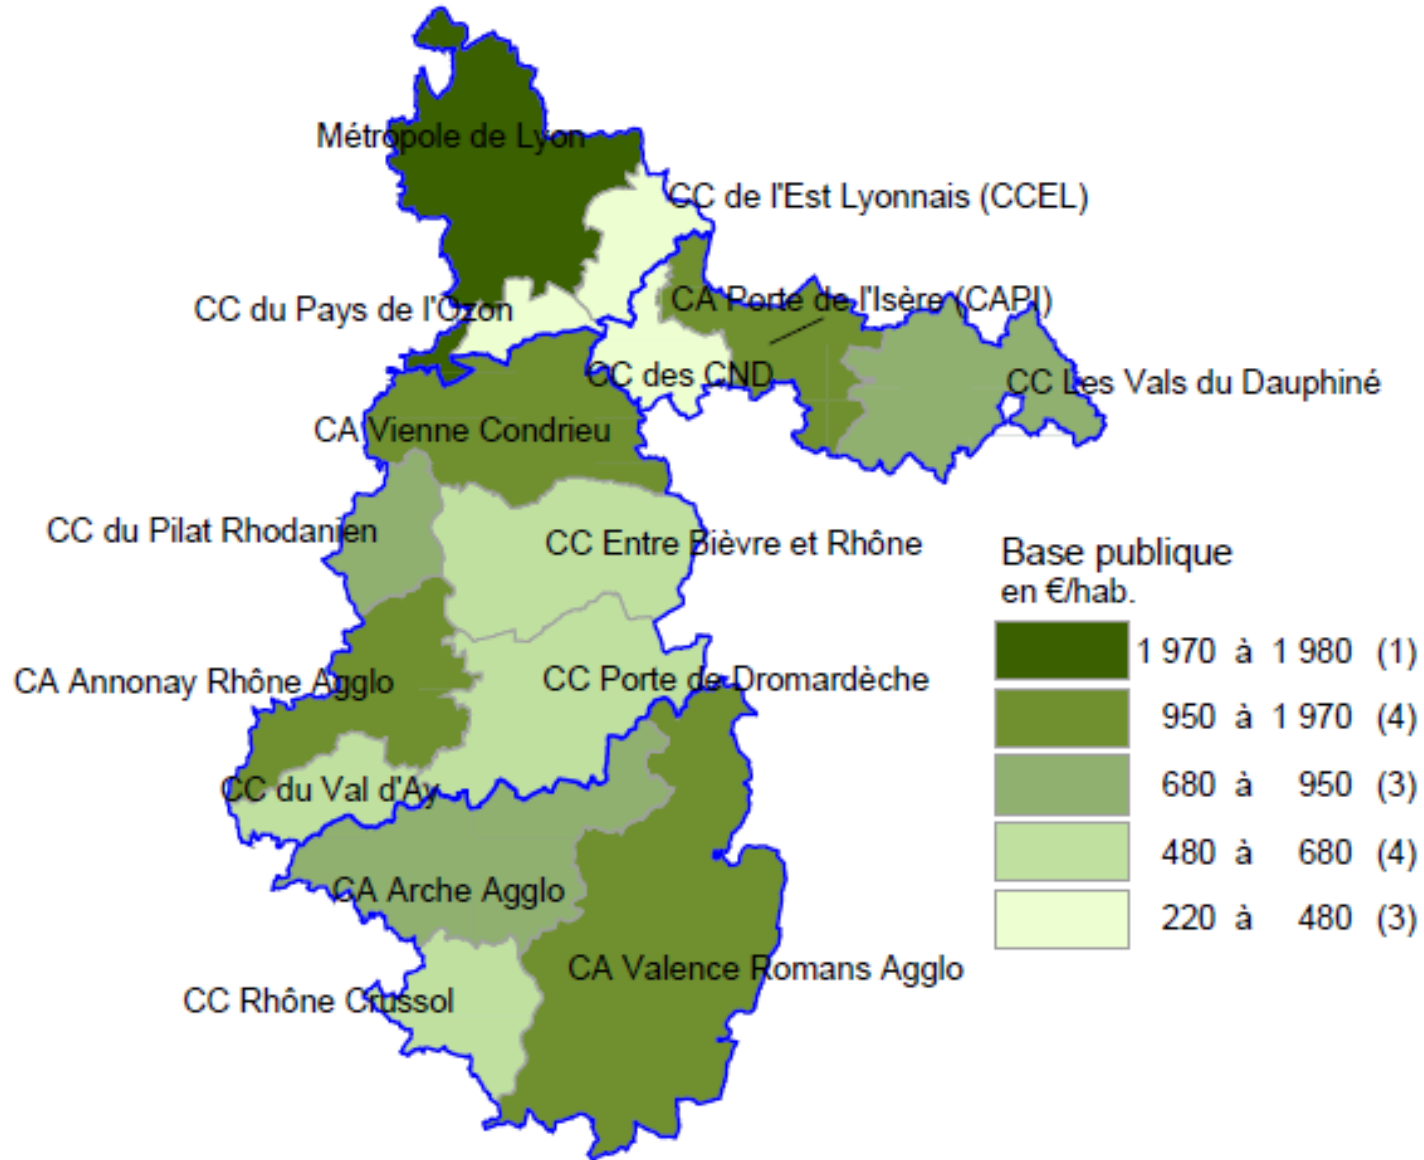 Métropole de Lyon
CC de l'Est Lyonnais (CCEL)
CC du Pays de l'Ozon
CA Porte de l'Isère (CAPI)
CC des CND
CC Les Vals du Dauphiné
CA Vienne Condrieu
CC du Pilat Rhodanien
CC Entre Bièvre et Rhône
CA Annonay Rhône Agglo
CC Porte de Dromardèche
CC du Val d'Ay
CA Arche Agglo
CA Valence Romans Agglo
CC Rhône Crussol
Base publique
en €/hab.
1 970 à 1 980 (1)
950 à 1 970 (4)
680 à 950 (3)
480 à 680 (4)
220 à 480 (3)